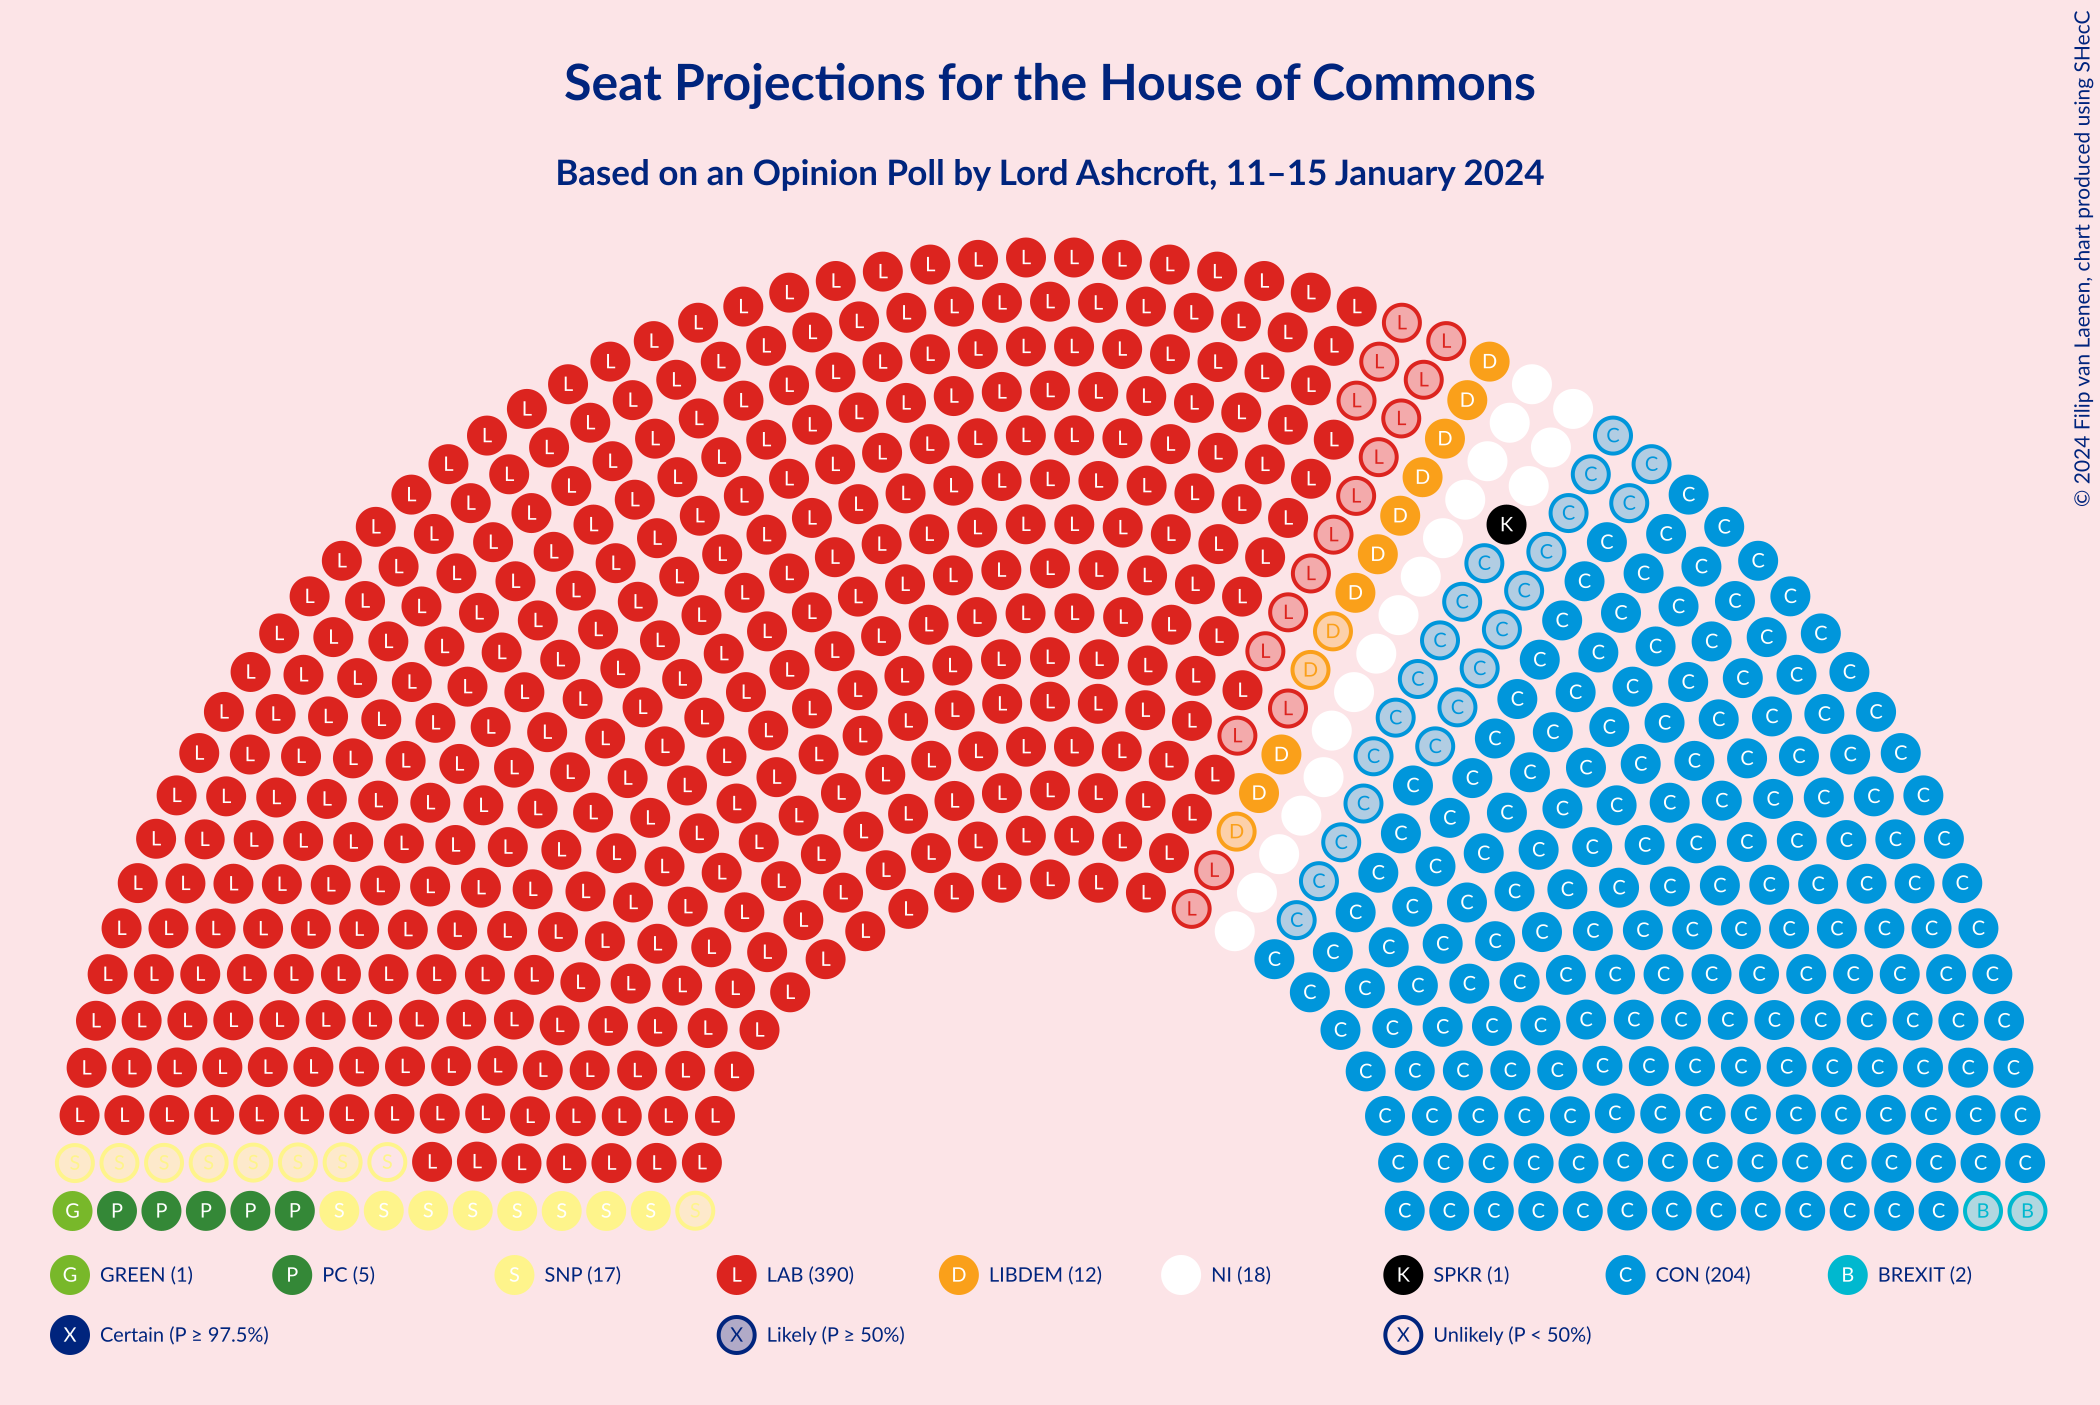 Seat Projections for the House of Commons
Based on an Opinion Poll by Lord Ashcroft, 11–15 January 2024
© 2024 Filip van Laenen, chart produced using SHecC
G GREEN (1) P PC (5) S SNP (17) L LAB (390) D LIBDEM (12) NI (18) K SPKR (1) C CON (204) B BREXIT (2)
X Certain (P ≥ 97.5%) X Likely (P ≥ 50%) X Unlikely (P < 50%)